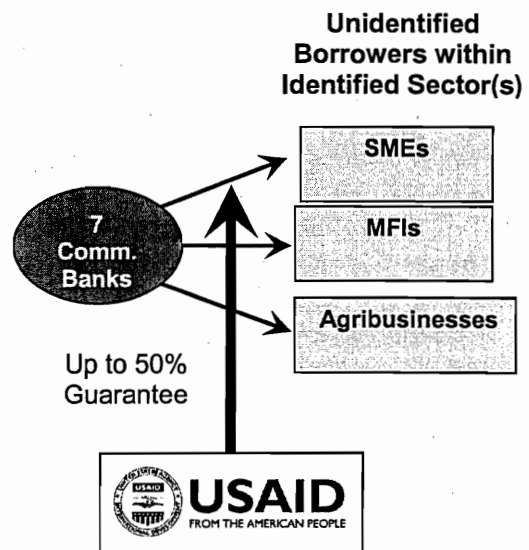 Unidentified
Borrowers within
Identified Sector(s)
SMEs
7
Comm.
Banks
MFIs
Agribusinesses
Up to 50%
Guarantee
USAID
USAID
FROM THE AMERICAN PEOPLE